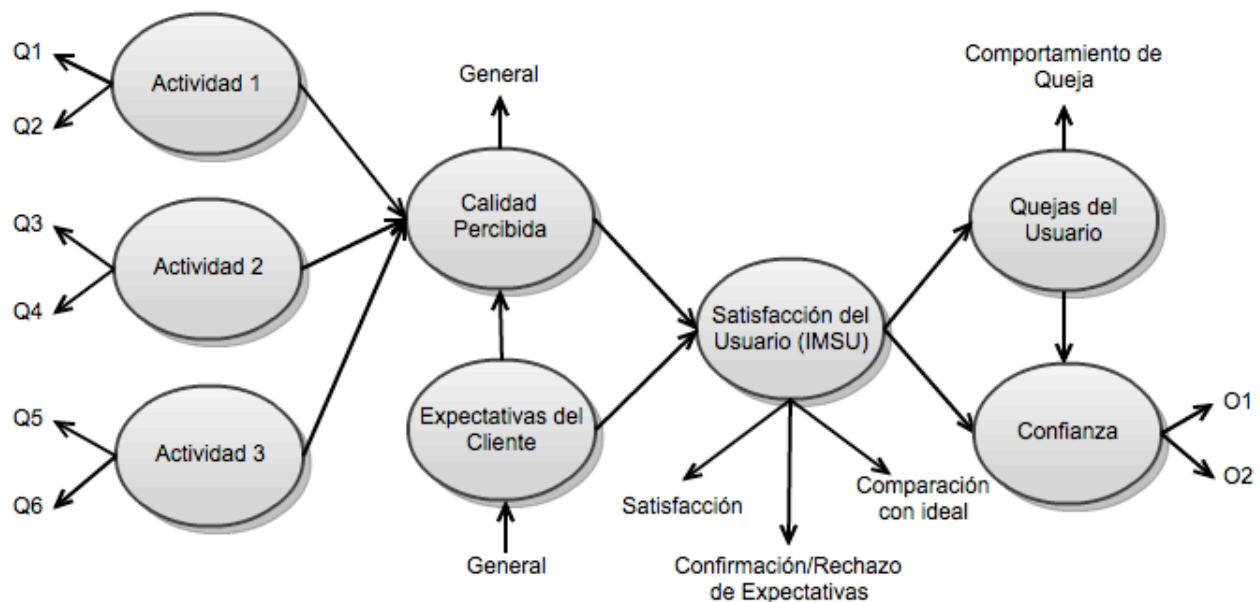 Q1
Q2
Actividad 1
Q3
Q4
Actividad 2
Q5
Q6
Actividad 3
General
Calidad
Percibida
Expectativas del
Cliente
General
Satisfacción del
Usuario (IMSU)
Satisfacción
Confirmación/Rechazo
de Expectativas
Comparación
con ideal
Comportamiento de
Queja
Quejas del
Usuario
Confianza
O1
O2